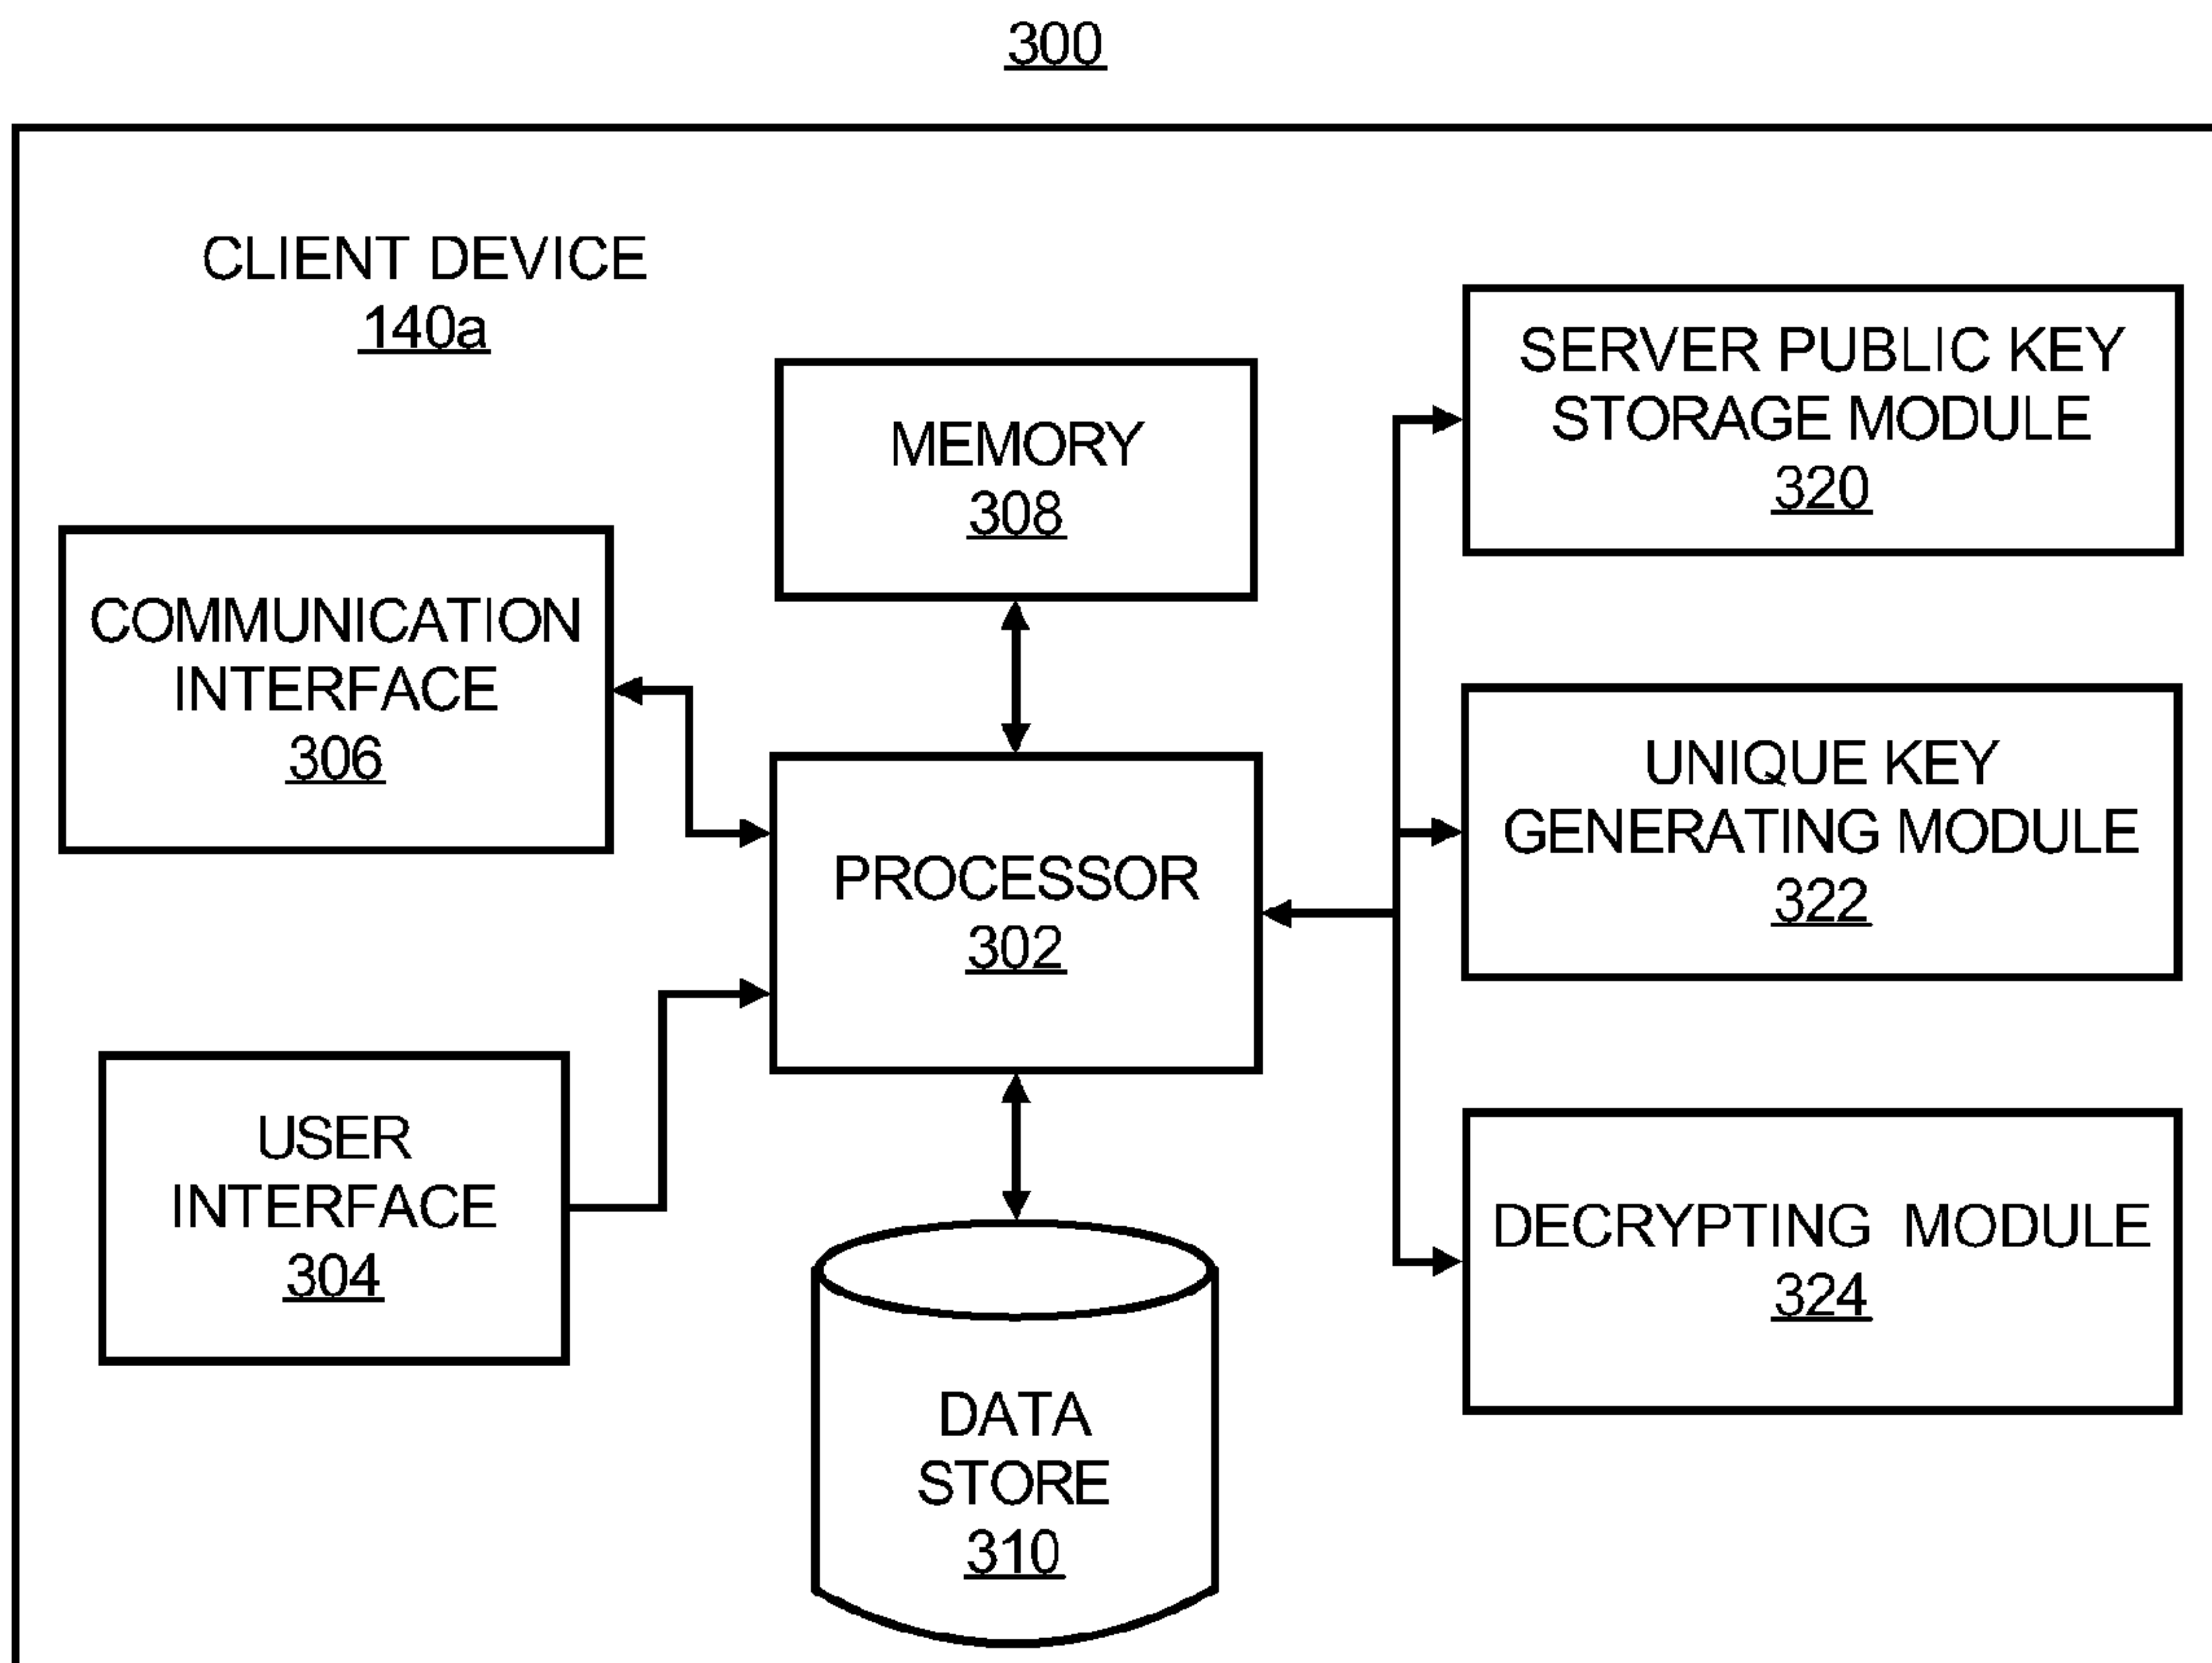 300
CLIENT DEVICE
140a
MEMORY
308
COMMUNICATION
INTERFACE
306
PROCESSOR
302
USER
INTERFACE
304
DATA
STORE
310
SERVER PUBLIC KEY
STORAGE MODULE
320
UNIQUE KEY
GENERATING MODULE
322
DECRYPTING MODULE
324